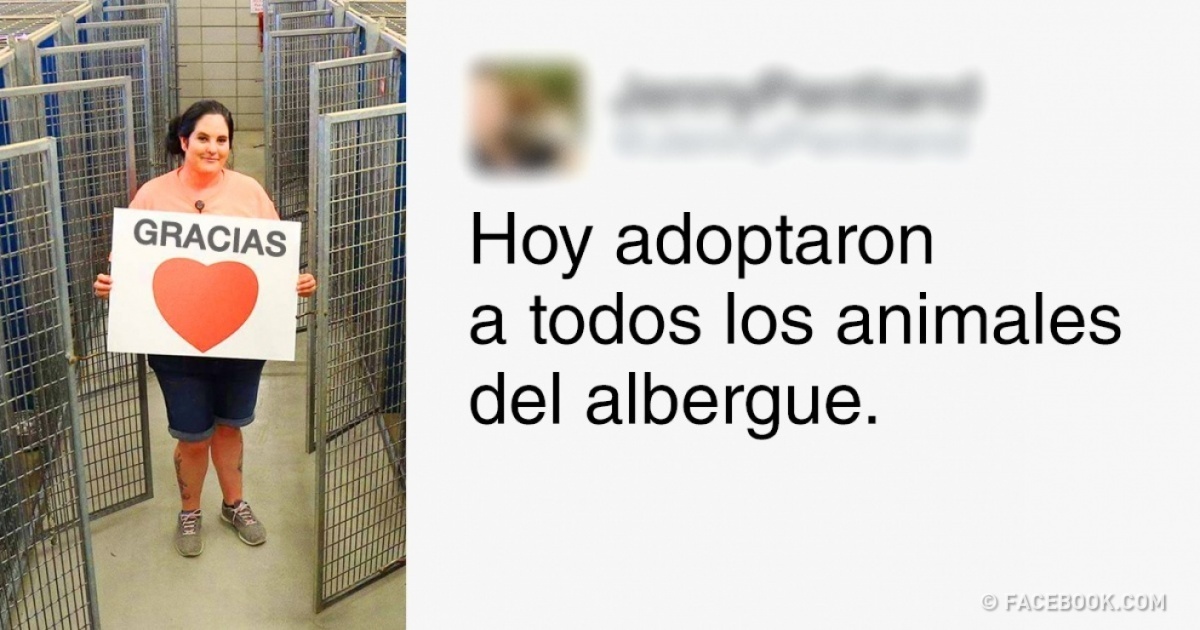 GRACIAS
Hoy adoptaron
a todos los animales
del albergue.
© FACEBOOK.COM